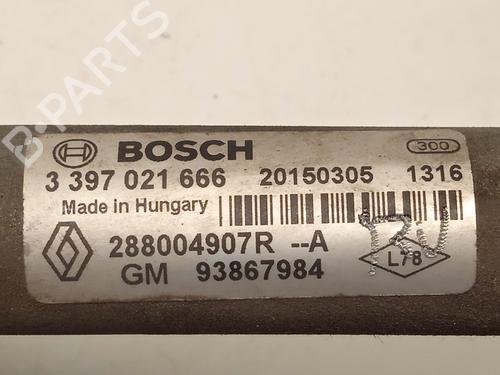 BOSCH
300
3 397 021 666 20150305 1316
Made in Hungary
288004907R --A
GM 93867984
L78
B-PARTS